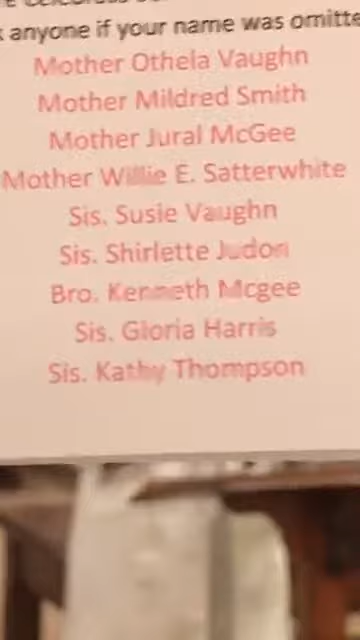 anyone if your name was omitte
Mother Othela Vaughn
Mother Mildred Smith
Mother Jural McGee
Mother Willie E. Satterwhite
Sis. Susie Vaughn
Sis. Shirlette Judon
Bro. Kenneth Mcgee
Sis. Gloria Harris
Sis. Kathy Thompson